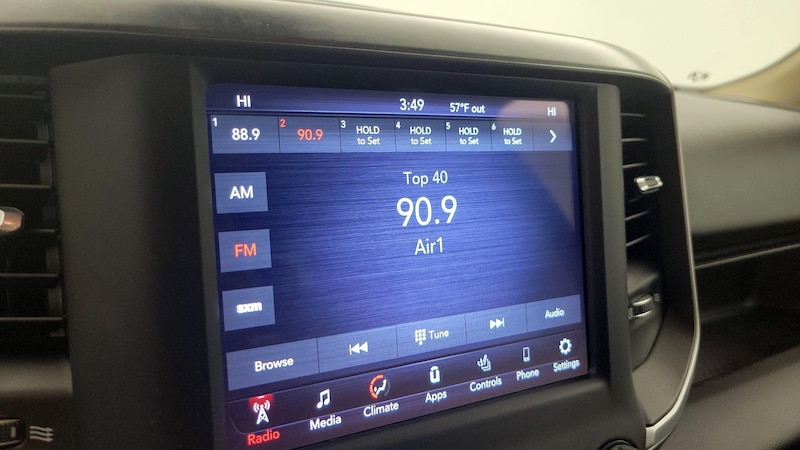 HI 3:49 57°F out HI
1 88.9 2 90.9 3 HOLD to Set 4 HOLD to Set 5 HOLD to Set 6 HOLD to Set
AM
Top 40
90.9
FM
Air1
sxm
Browse Tune Audio
Radio Media Climate Apps Controls Phone Settings